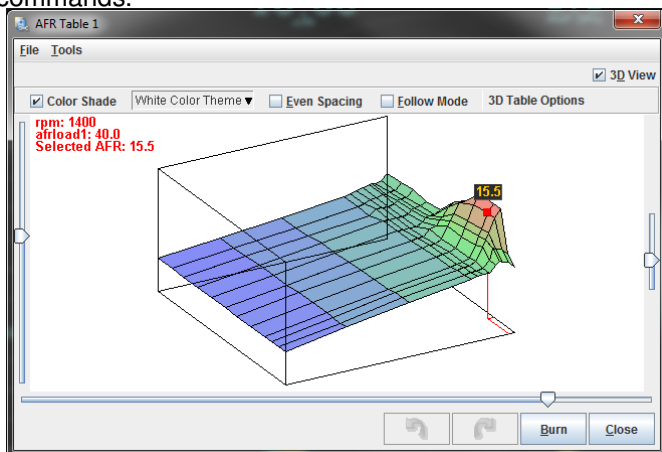 commands.
AFR Table 1
File Tools
3D View
Color Shade White Color Theme Even Spacing Follow Mode 3D Table Options
rpm: 1400
afrload1: 40.0
Selected AFR: 15.5
15.5
Burn Close